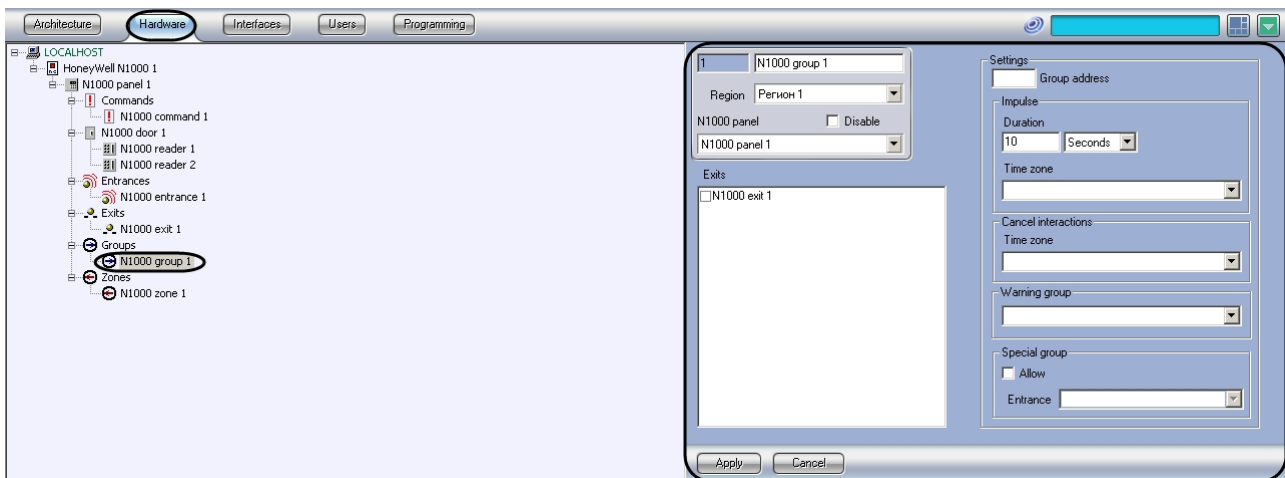 Architecture Hardware Interfaces Users Programming
LOCALHOST
HoneyWell N1000 1
N1000 panel 1
Commands
N1000 command 1
N1000 door 1
N1000 reader 1
N1000 reader 2
Entrances
N1000 entrance 1
Exits
N1000 exit 1
Groups
N1000 group 1
Zones
N1000 zone 1
1 N1000 group 1
Region Регион 1
N1000 panel Disable
N1000 panel 1
Exits
N1000 exit 1
Settings
Group address
Impulse
Duration
10 Seconds
Time zone
Cancel interactions
Time zone
Warning group
Special group
Allow
Entrance
Apply Cancel